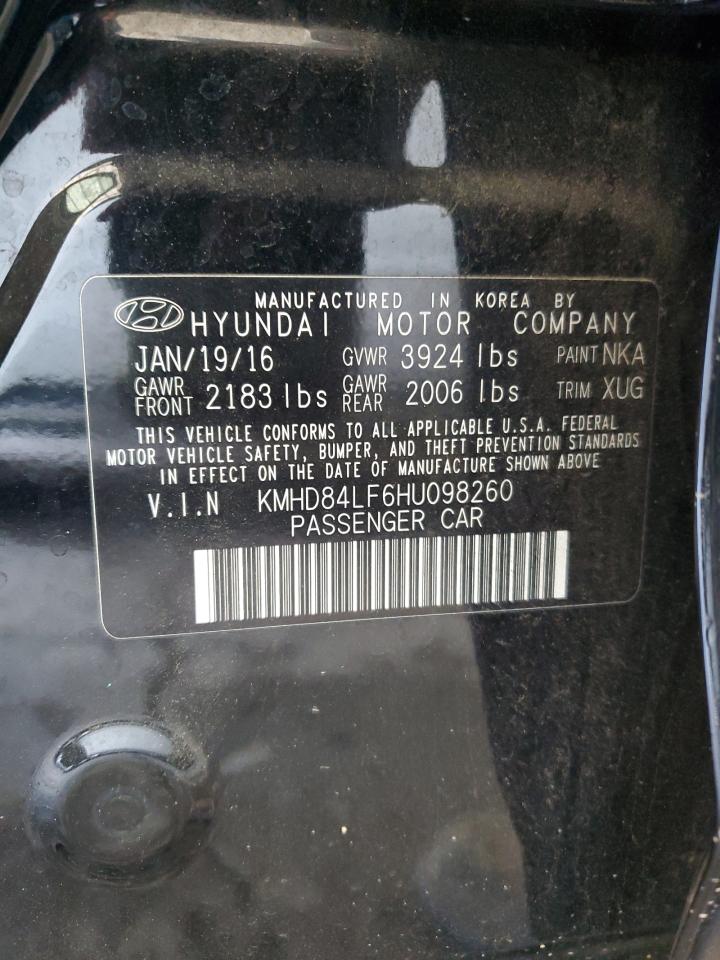 MANUFACTURED IN KOREA BY
HYUNDAI MOTOR COMPANY
JAN/19/16 GVWR 3924 lbs PAINT NKA
GAWR FRONT 2183 lbs GAWR REAR 2006 lbs TRIM XUG
THIS VEHICLE CONFORMS TO ALL APPLICABLE U.S.A. FEDERAL
MOTOR VEHICLE SAFETY, BUMPER, AND THEFT PREVENTION STANDARDS
IN EFFECT ON THE DATE OF MANUFACTURE SHOWN ABOVE
V.I.N KMHD84LF6HU098260
PASSENGER CAR